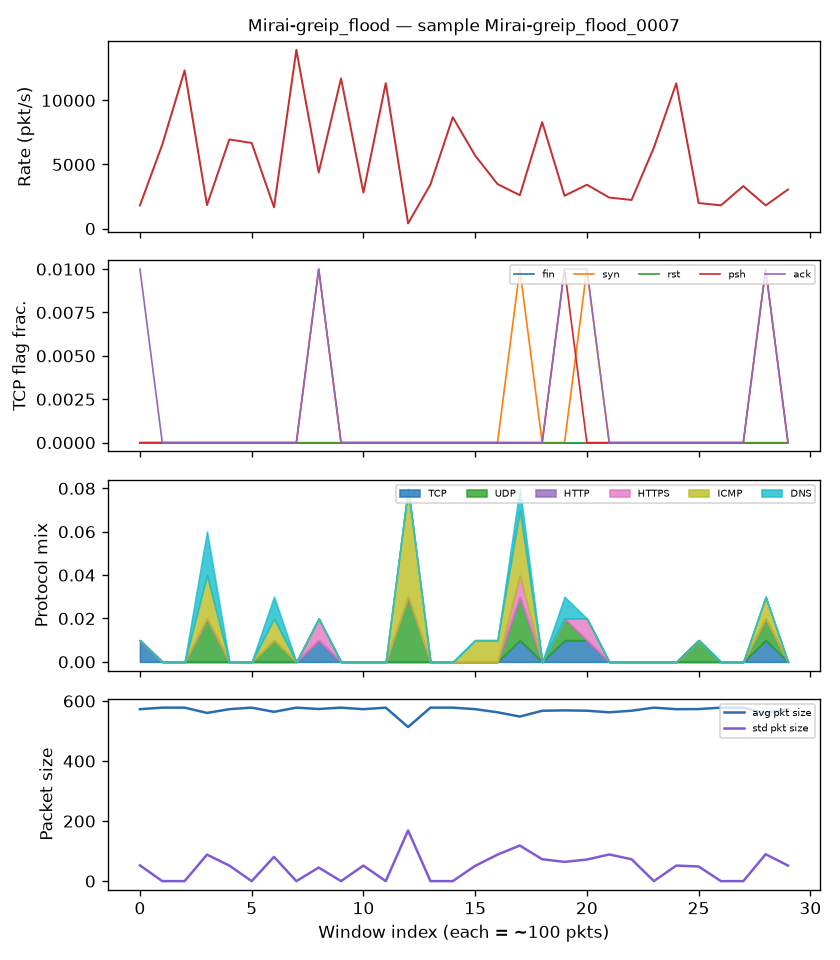 Mirai-greip_flood — sample Mirai-greip_flood_0007
Rate (pkt/s)
10000
5000
0
TCP flag frac.
0.0100
0.0075
0.0050
0.0025
0.0000
fin syn rst psh ack
Protocol mix
0.08
0.06
0.04
0.02
0.00
TCP UDP HTTP HTTPS ICMP DNS
Packet size
600
400
200
0
avg pkt size
std pkt size
0 5 10 15 20 25 30
Window index (each = ~100 pkts)